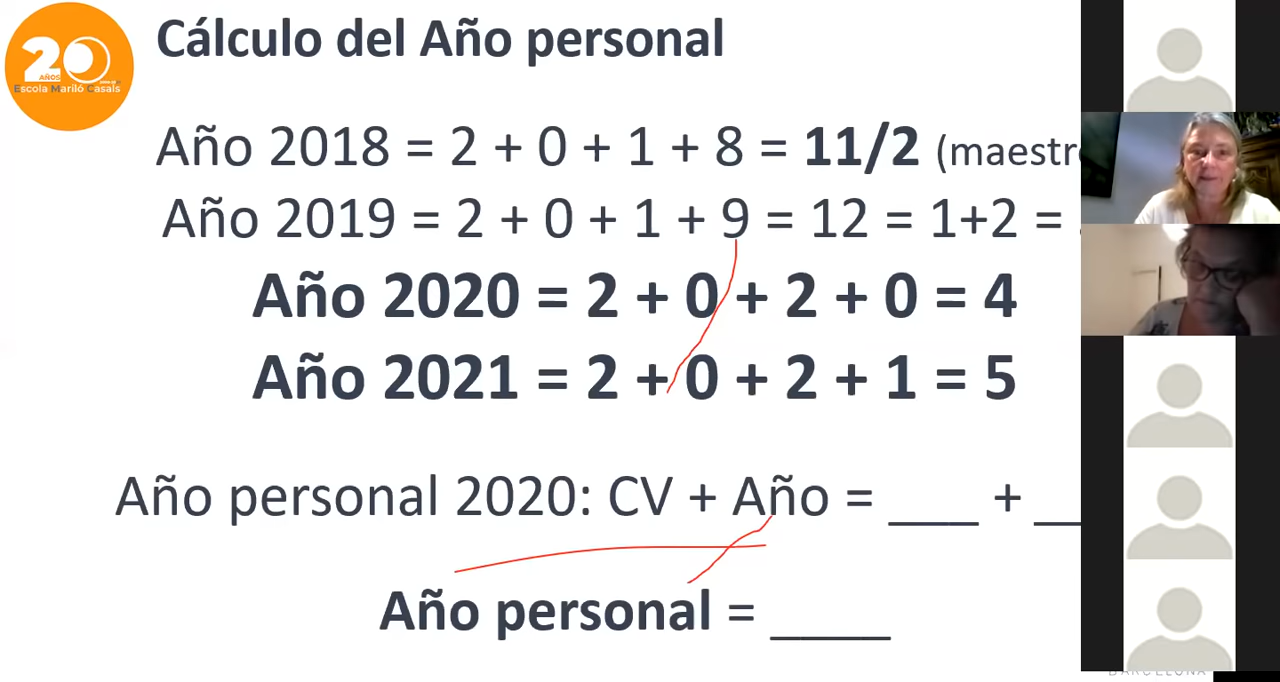 Cálculo del Año personal
20
AÑOS
Escola Mariló Casals
Año 2018 = 2 + 0 + 1 + 8 = 11/2 (maestr
Año 2019 = 2 + 0 + 1 + 9 = 12 = 1+2 =
Año 2020 = 2 + 0 + 2 + 0 = 4
Año 2021 = 2 + 0 + 2 + 1 = 5
Año personal 2020: CV + Año = ___ + __
Año personal = ____
BARCELONA